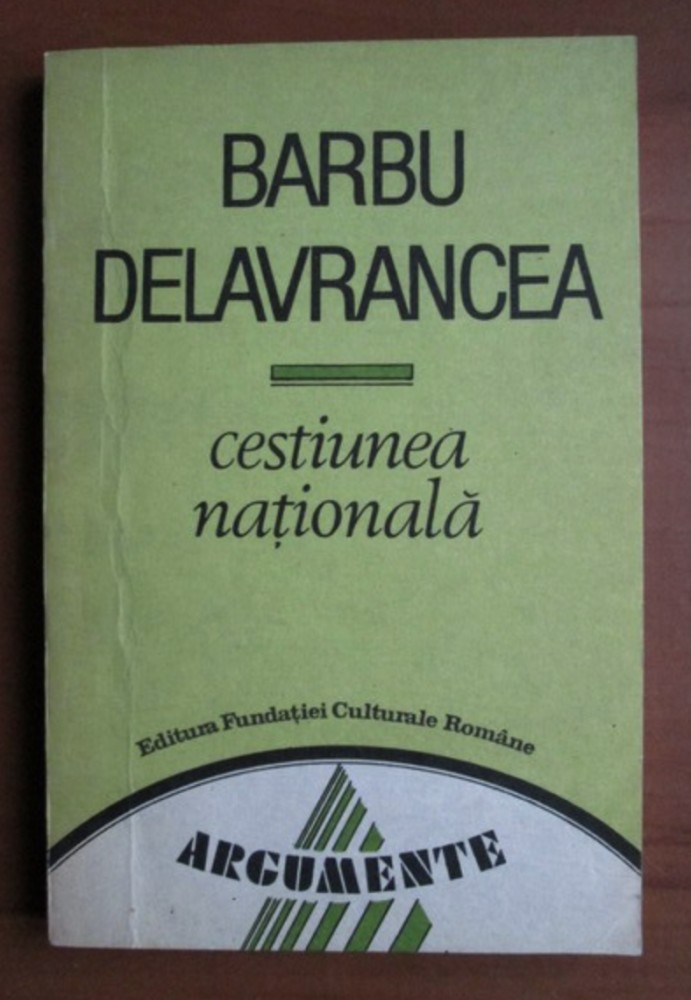 BARBU
DELAVRANCEA
cestiunea
națională
Editura Fundației Culturale Române
ARGUMENTE